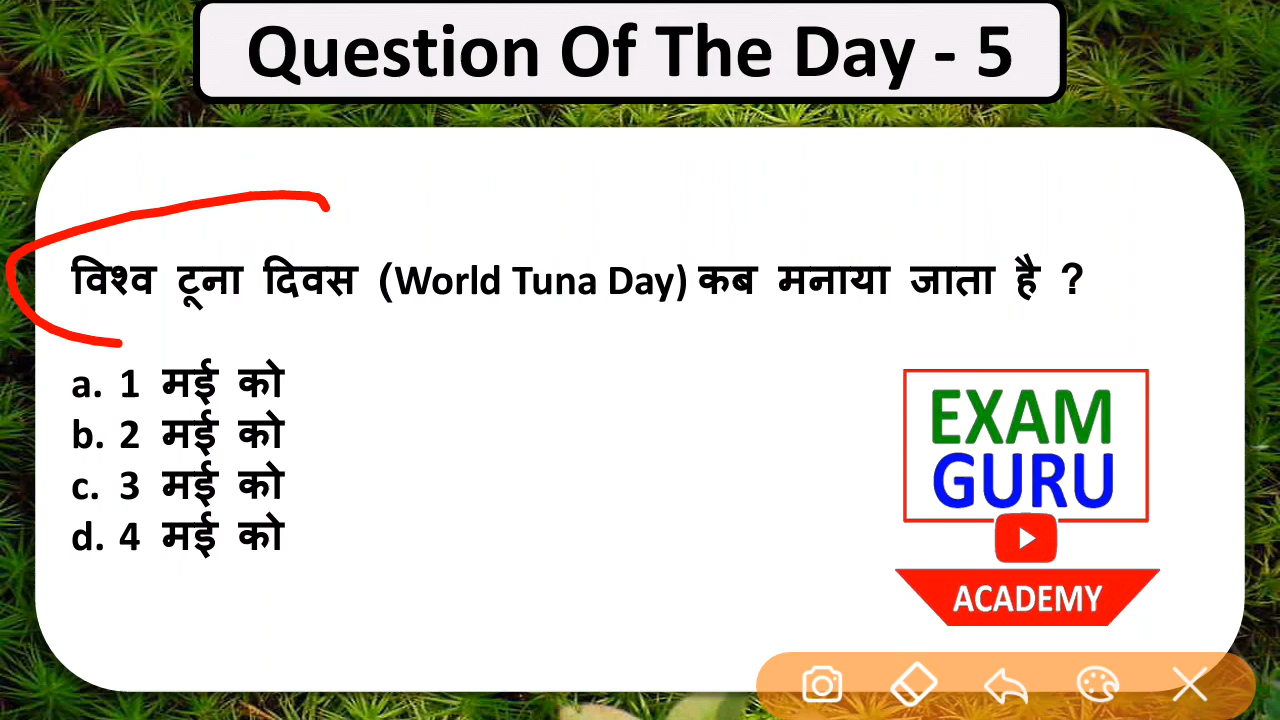 Question Of The Day - 5
विश्व टूना दिवस (World Tuna Day) कब मनाया जाता है ?
a. 1 मई को
b. 2 मई को
c. 3 मई को
d. 4 मई को
EXAM
GURU
ACADEMY